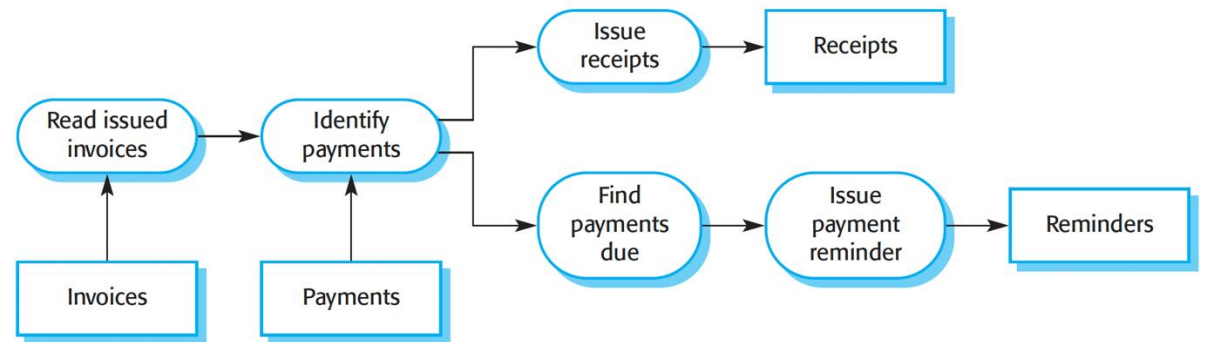 Issue
receipts
Receipts
Read issued
invoices
Identify
payments
Find
payments
due
Issue
payment
reminder
Reminders
Invoices
Payments